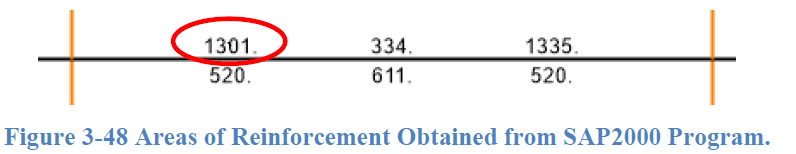 1301. 334. 1335.
520. 611. 520.
Figure 3-48 Areas of Reinforcement Obtained from SAP2000 Program.